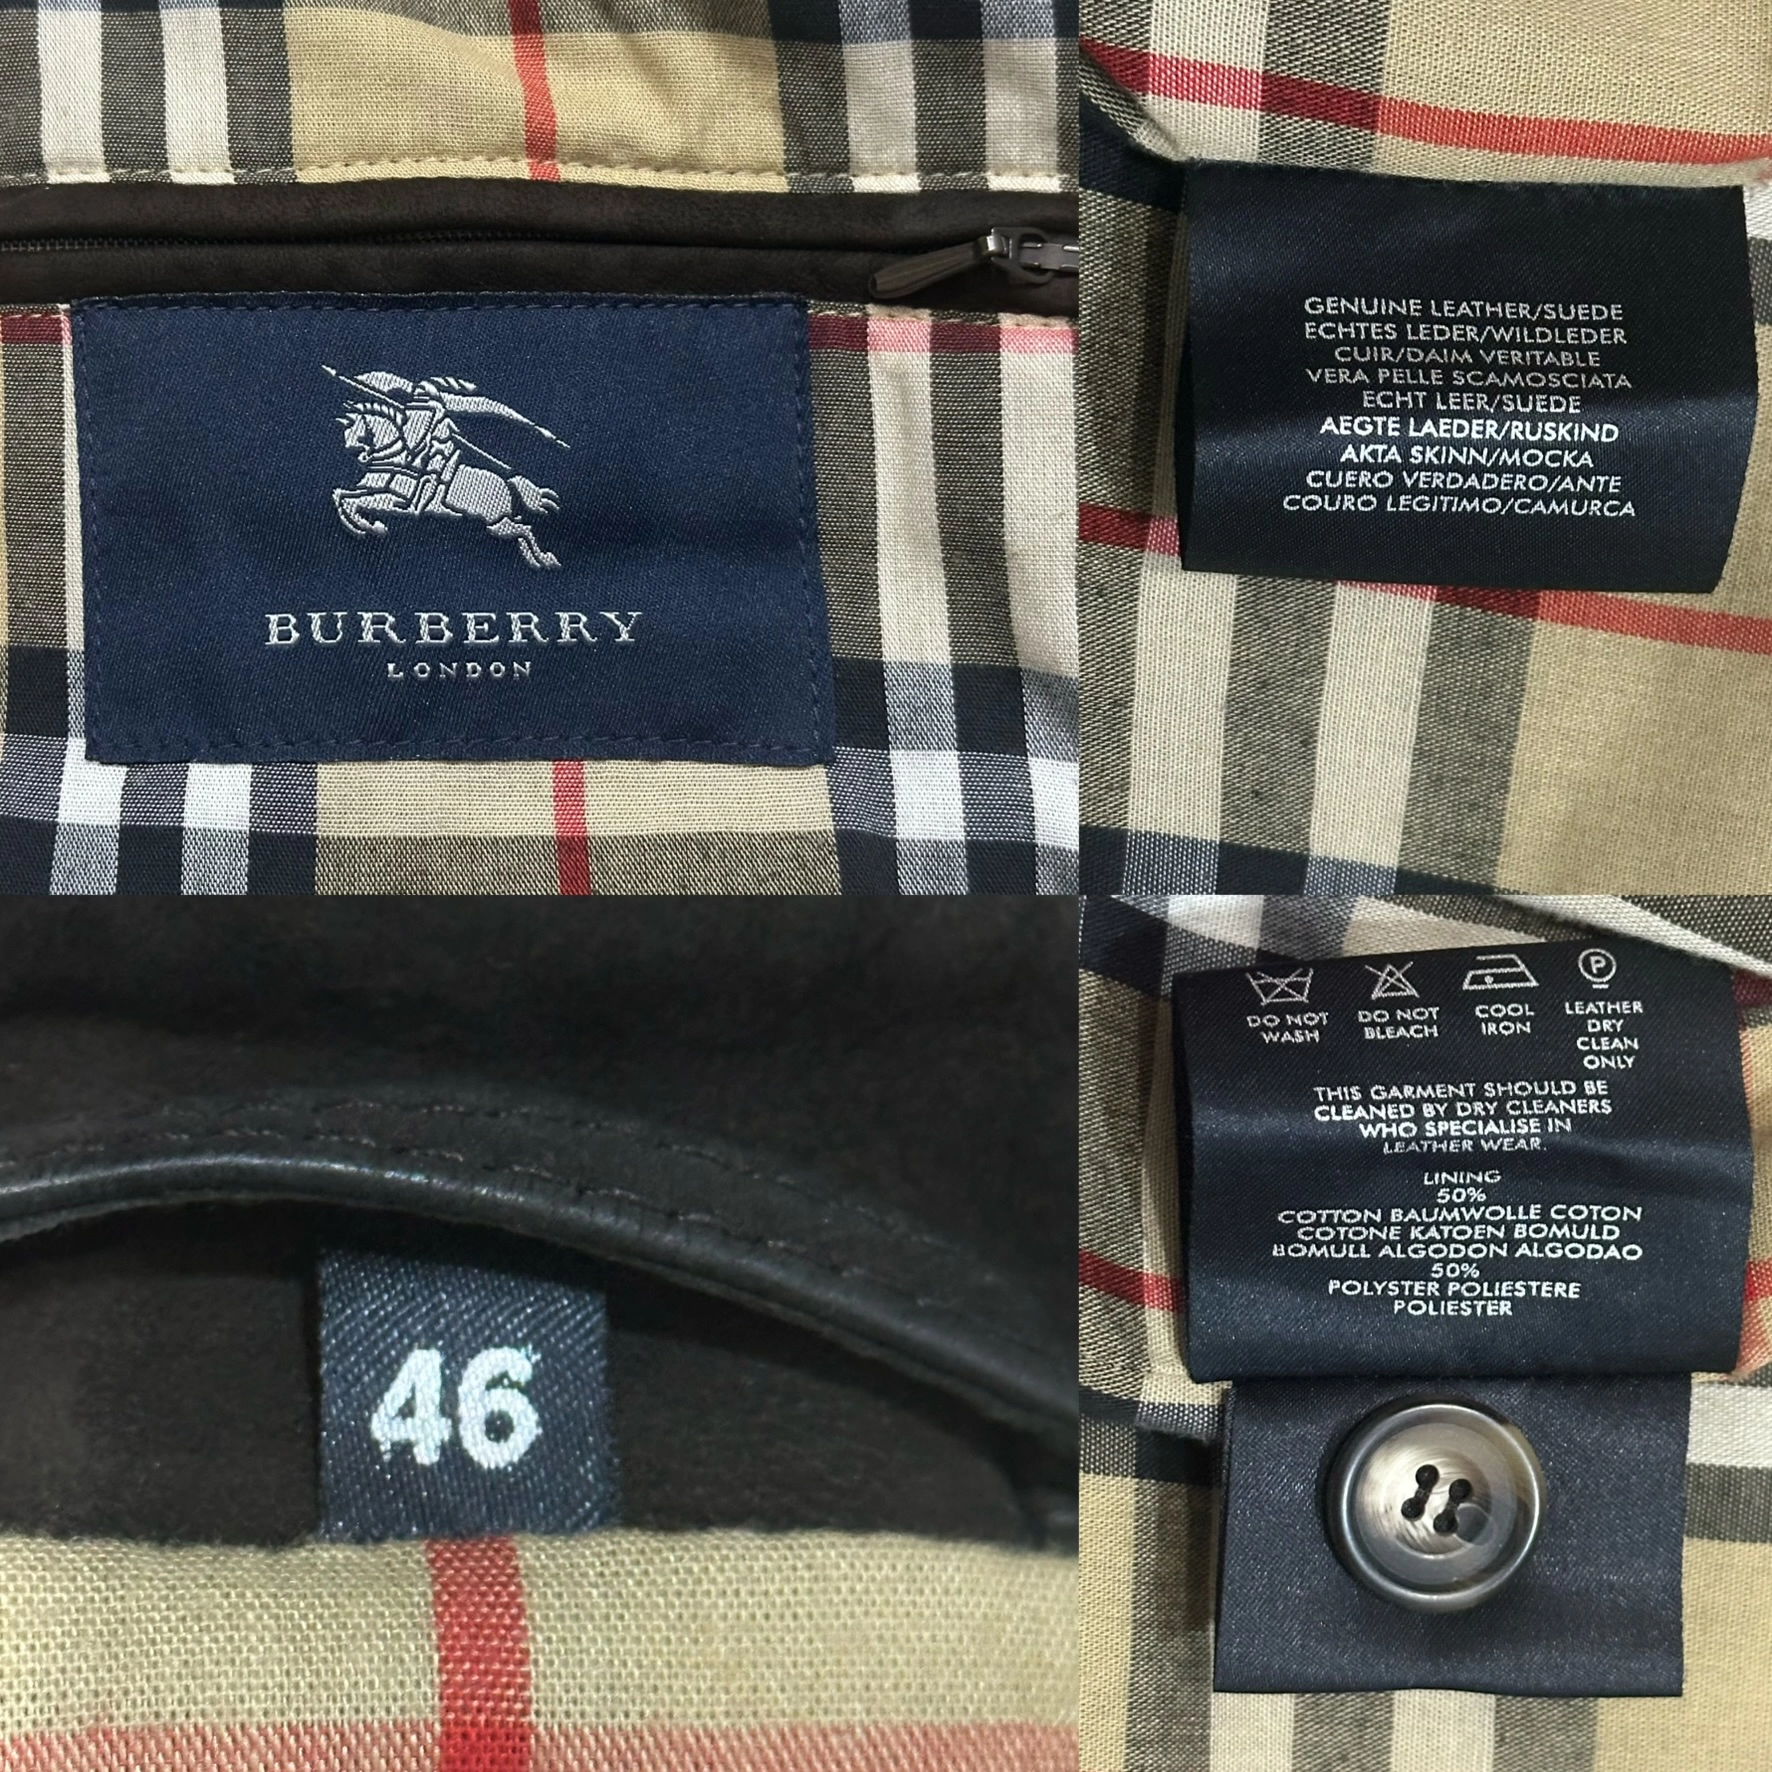 BURBERRY
LONDON
GENUINE LEATHER/SUEDE
ECHTES LEDER/WILDLEDER
CUIR/DAIM VERITABLE
VERA PELLE SCAMOSCIATA
ECHT LEER/SUEDE
AEGTE LAEDER/RUSKIND
AKTA SKINN/MOCKA
CUERO VERDADERO/ANTE
COURO LEGITIMO/CAMURCA
46
P
DO NOT WASH
DO NOT BLEACH
COOL IRON
LEATHER DRY CLEAN ONLY
THIS GARMENT SHOULD BE
CLEANED BY DRY CLEANERS
WHO SPECIALISE IN
LEATHER WEAR.
LINING
50%
COTTON BAUMWOLLE COTON
COTONE KATOEN BOMULD
BOMULL ALGODON ALGODAO
50%
POLYSTER POLIESTERE
POLIESTER